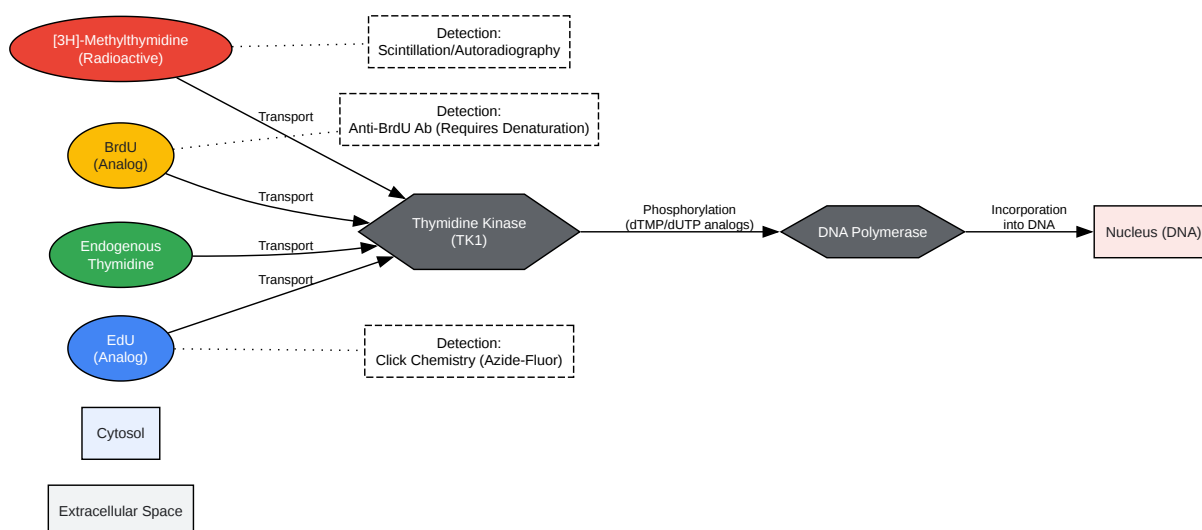 [3H]-Methylthymidine
(Radioactive)
Detection:
Scintillation/Autoradiography
Transport
Detection:
Anti-BrdU Ab (Requires Denaturation)
BrdU
(Analog)
Transport
Thymidine Kinase
(TK1)
Phosphorylation
(dTMP/dUTP analogs)
DNA Polymerase
Incorporation
into DNA
Nucleus (DNA)
Endogenous
Thymidine
Transport
Transport
EdU
(Analog)
Detection:
Click Chemistry (Azide-Fluor)
Cytosol
Extracellular Space